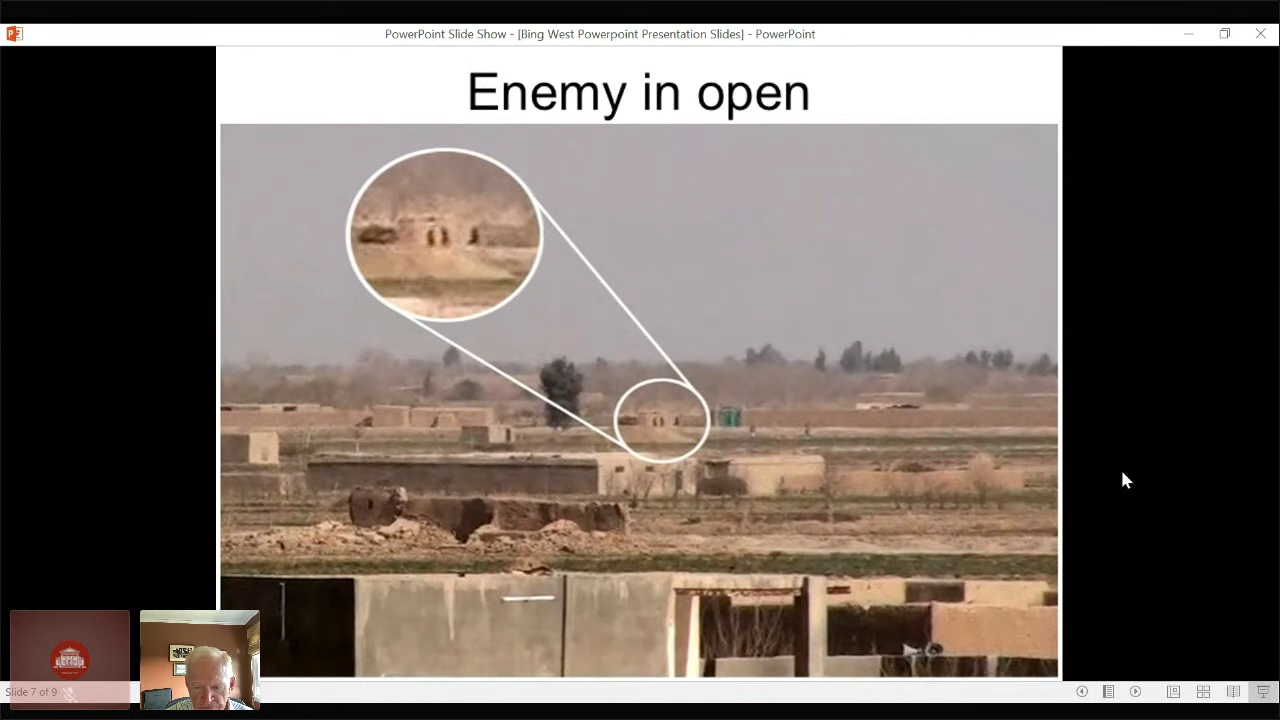 PowerPoint Slide Show - [Bing West Powerpoint Presentation Slides] - PowerPoint
Enemy in open
Slide 7 of 9